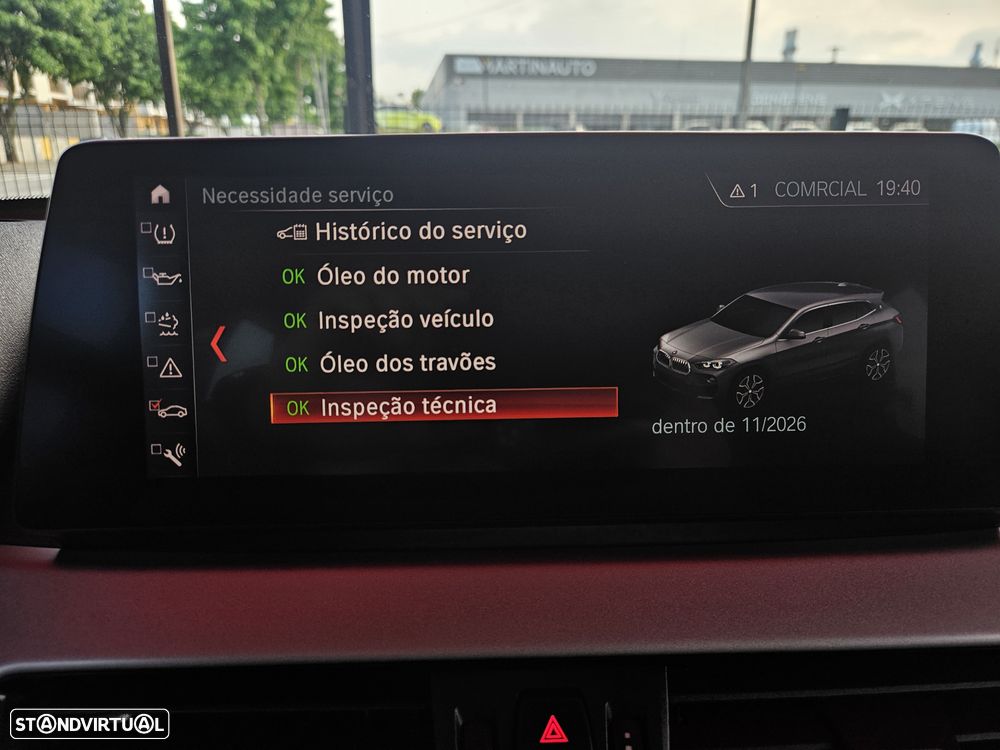 MARTINAUTO
Necessidade serviço
1 COMRCIAL 19:40
Histórico do serviço
OK Óleo do motor
OK Inspeção veículo
OK Óleo dos travões
OK Inspeção técnica
dentro de 11/2026
STANDVIRTUAL